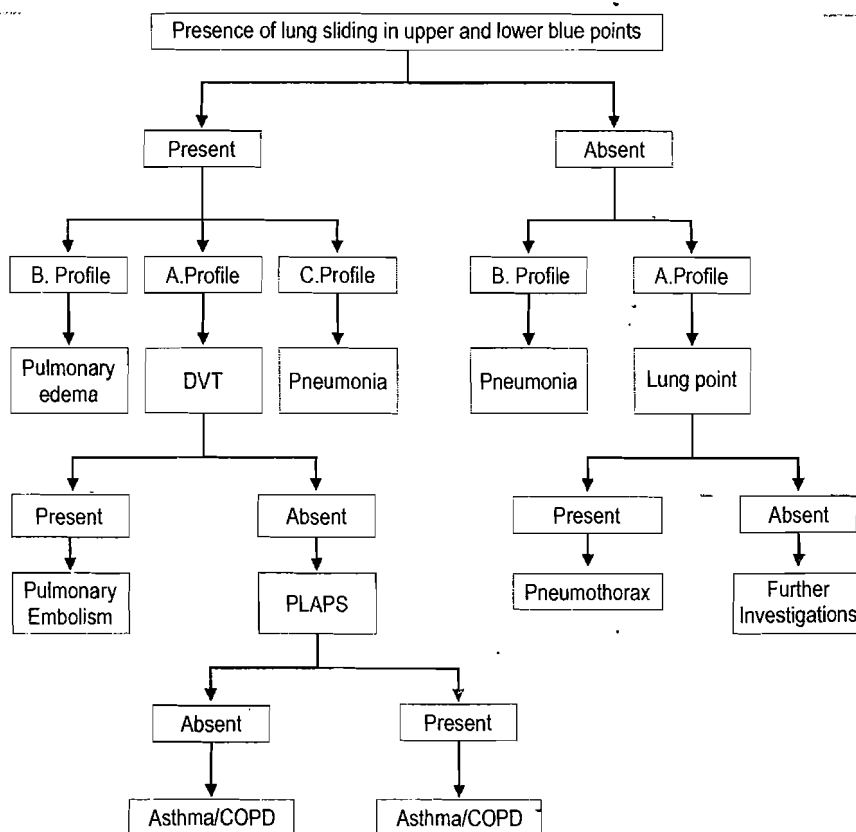 Presence of lung sliding in upper and lower blue points
Present
Absent
B. Profile
A.Profile
C.Profile
B. Profile
A.Profile
Pulmonary
edema
DVT
Pneumonia
Pneumonia
Lung point
Present
Absent
Present
Absent
Pulmonary
Embolism
PLAPS
Pneumothorax
Further
Investigations
Absent
Present
Asthma/COPD
Asthma/COPD